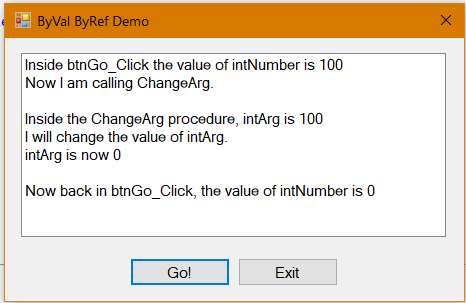 ByVal ByRef Demo
Inside btnGo_Click the value of intNumber is 100
Now I am calling ChangeArg.
Inside the ChangeArg procedure, intArg is 100
I will change the value of intArg.
intArg is now 0
Now back in btnGo_Click, the value of intNumber is 0
Go!
Exit